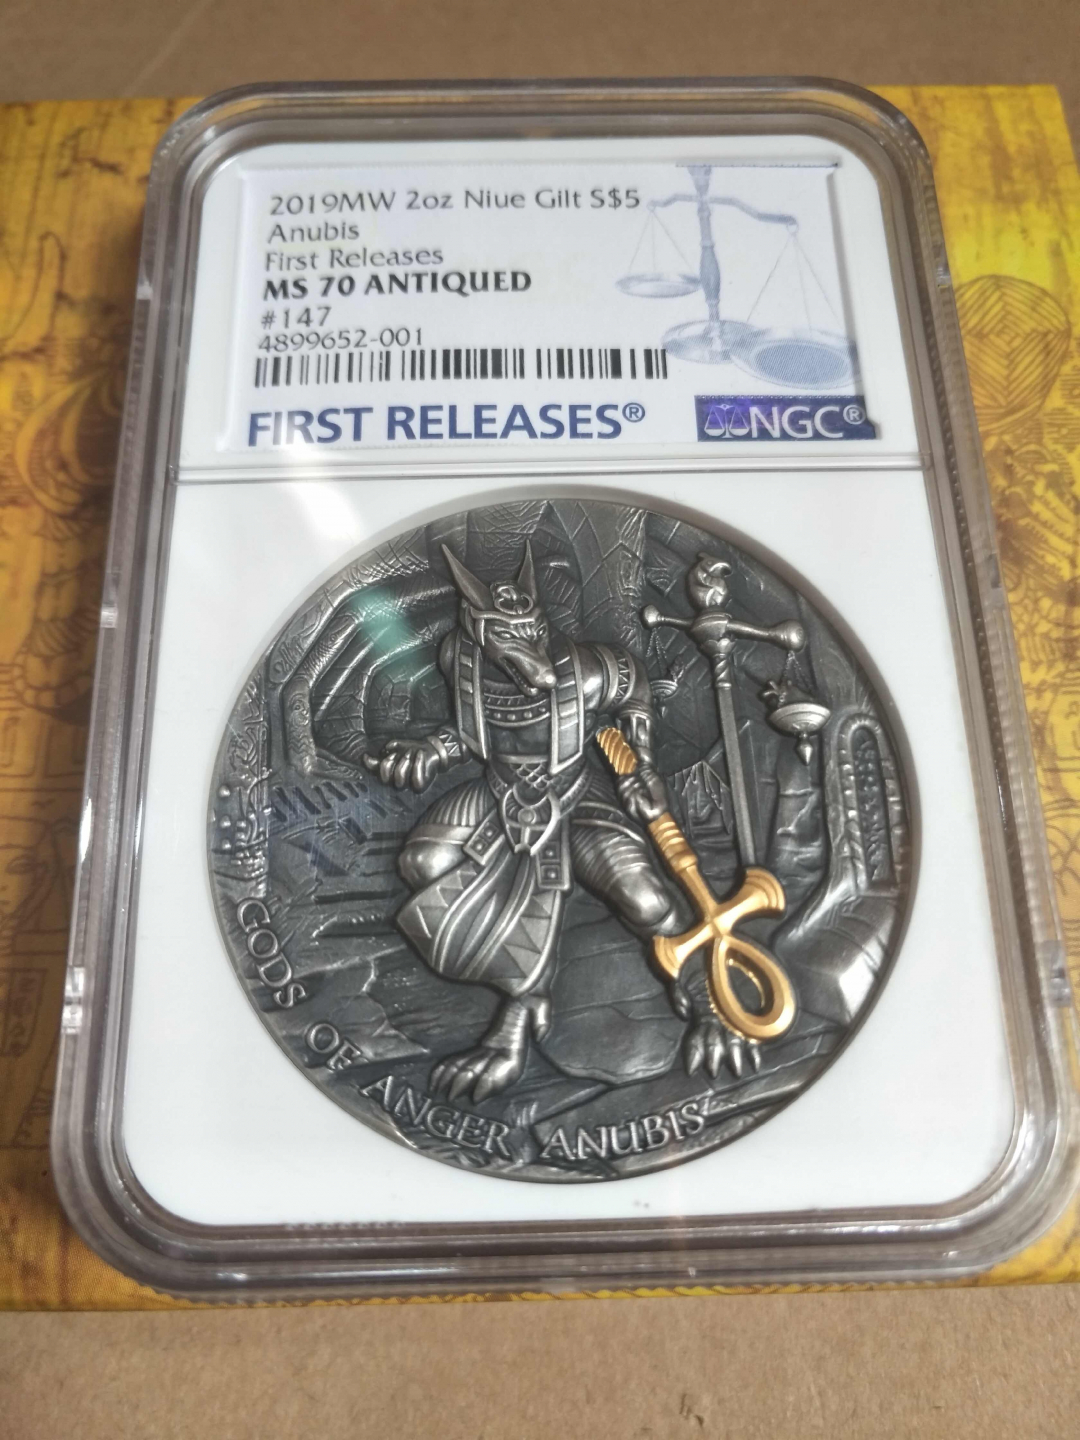 2019MW 2oz Niue Gilt S$5
Anubis
First Releases
MS 70 ANTIQUED
#147
4899652-001
FIRST RELEASES®
NGC®
GODS OF ANGER ANUBIS